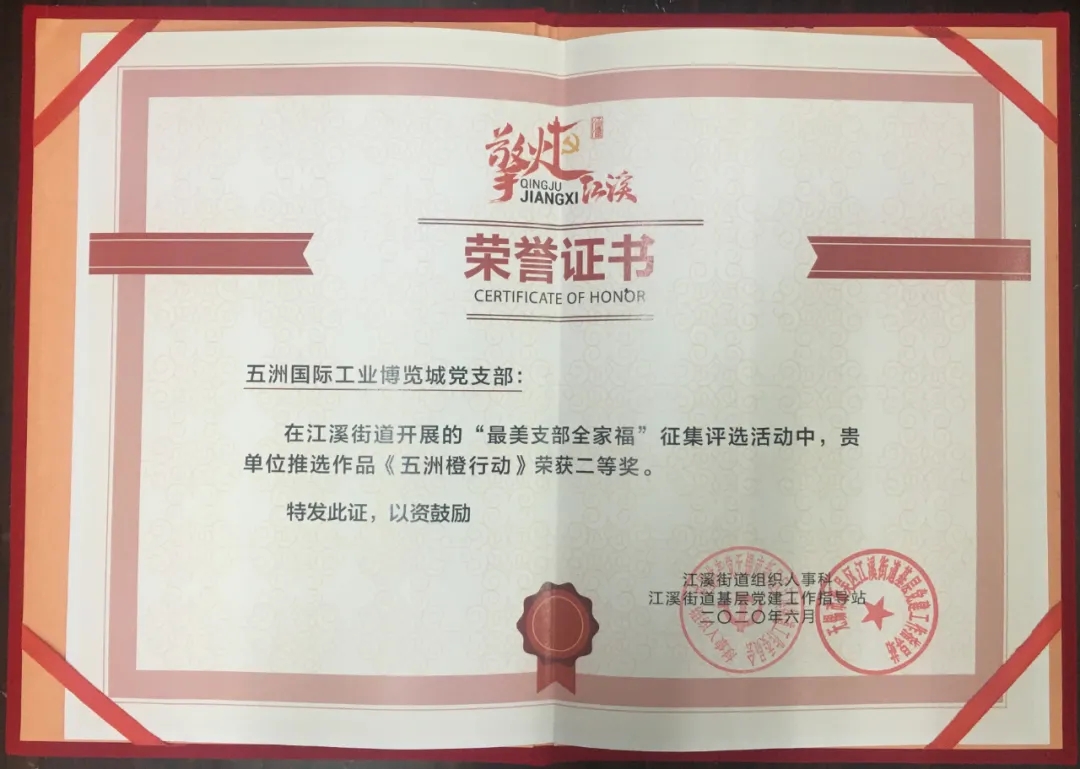 擎炬江溪
QINGJU
JIANGXI
荣誉证书
CERTIFICATE OF HONOR
五洲国际工业博览城党支部：
在江溪街道开展的“最美支部全家福”征集评选活动中，贵
单位推选作品《五洲橙行动》荣获二等奖。
特发此证，以资鼓励
江溪街道组织人事科
江溪街道基层党建工作指导站
二〇二〇年六月